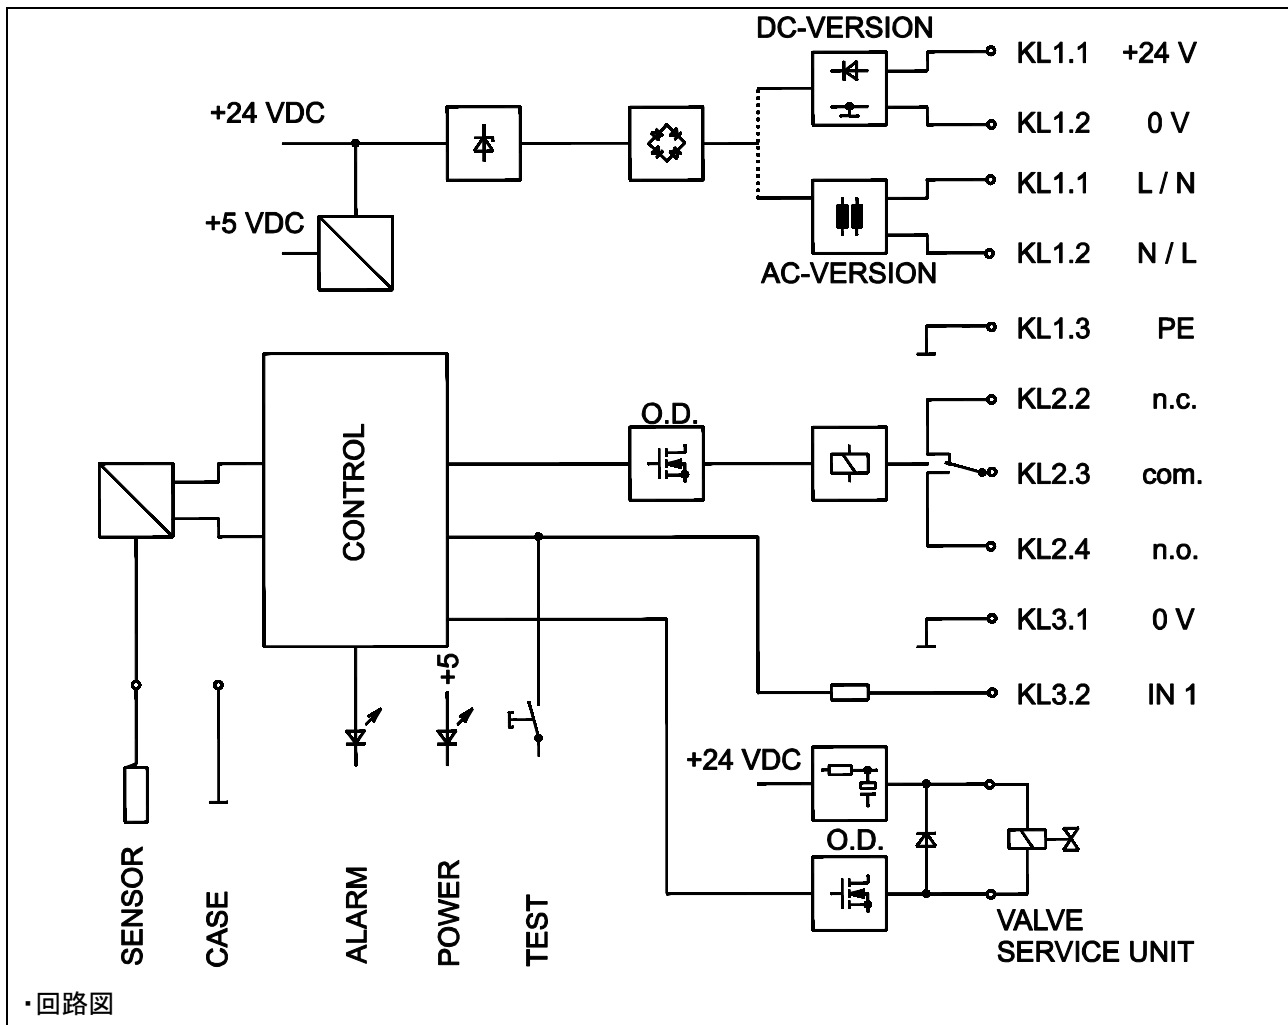 DC-VERSION
KL1.1 +24 V
+24 VDC
KL1.2 0 V
KL1.1 L / N
+5 VDC
KL1.2 N / L
AC-VERSION
KL1.3 PE
KL2.2 n.c.
O.D.
CONTROL
KL2.3 com.
KL2.4 n.o.
KL3.1 0 V
+5
KL3.2 IN 1
+24 VDC
O.D.
SENSOR
CASE
ALARM
POWER
TEST
VALVE
SERVICE UNIT
・回路図